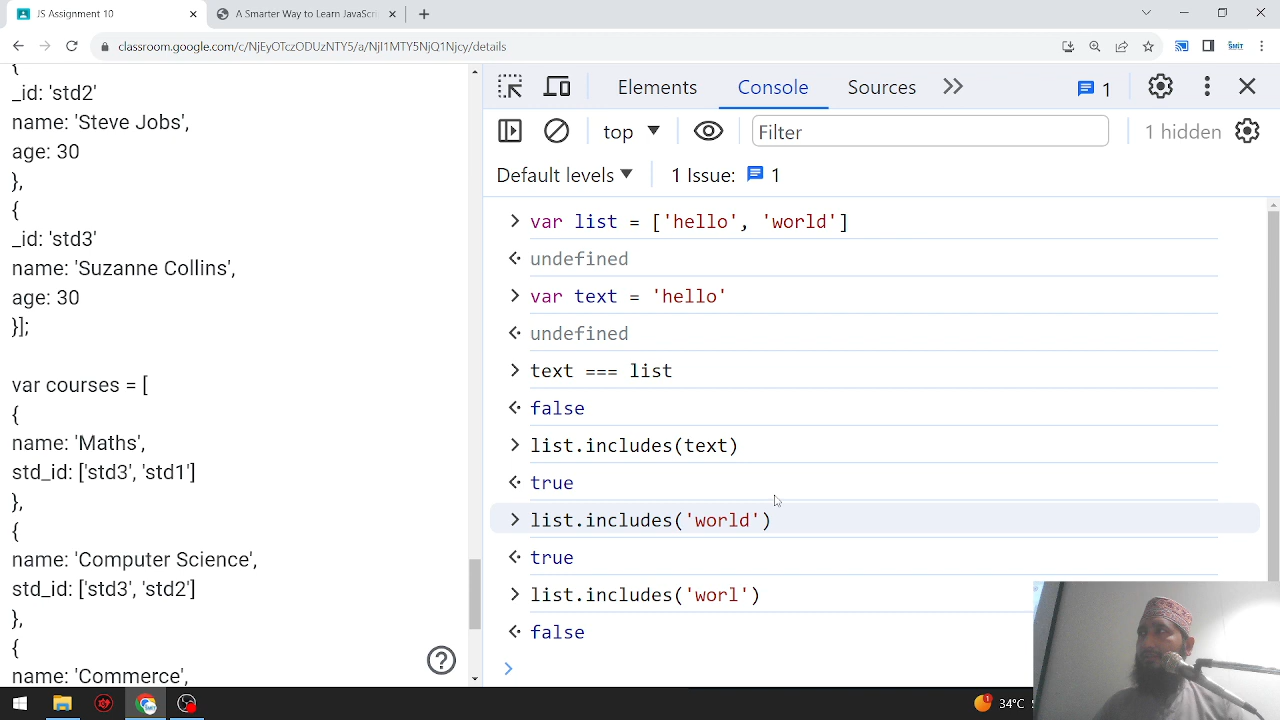 JS Assignment 10
A Smarter Way to Learn JavaScri
classroom.google.com/c/NjEyOTczODUzNTY5/a/NjI1MTY5NjQ1Njcy/details
SMIT
{
_id: 'std2'
name: 'Steve Jobs',
age: 30
},
{
_id: 'std3'
name: 'Suzanne Collins',
age: 30
}];
var courses = [
{
name: 'Maths',
std_id: ['std3', 'std1']
},
{
name: 'Computer Science',
std_id: ['std3', 'std2']
},
{
name: 'Commerce',
Elements
Console
Sources
1
top
Filter
1 hidden
Default levels
1 Issue: 1
> var list = ['hello', 'world']
undefined
> var text = 'hello'
undefined
> text === list
false
> list.includes(text)
true
> list.includes('world')
true
> list.includes('worl')
false
>
1
34°C